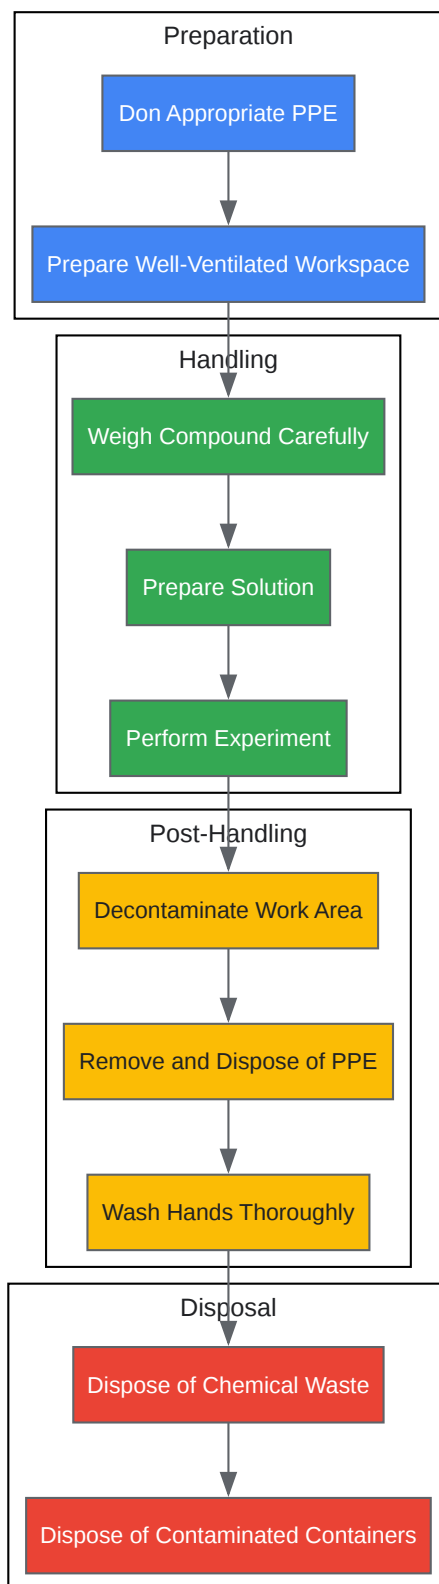 Preparation
Don Appropriate PPE
Prepare Well-Ventilated Workspace
Handling
Weigh Compound Carefully
Prepare Solution
Perform Experiment
Post-Handling
Decontaminate Work Area
Remove and Dispose of PPE
Wash Hands Thoroughly
Disposal
Dispose of Chemical Waste
Dispose of Contaminated Containers